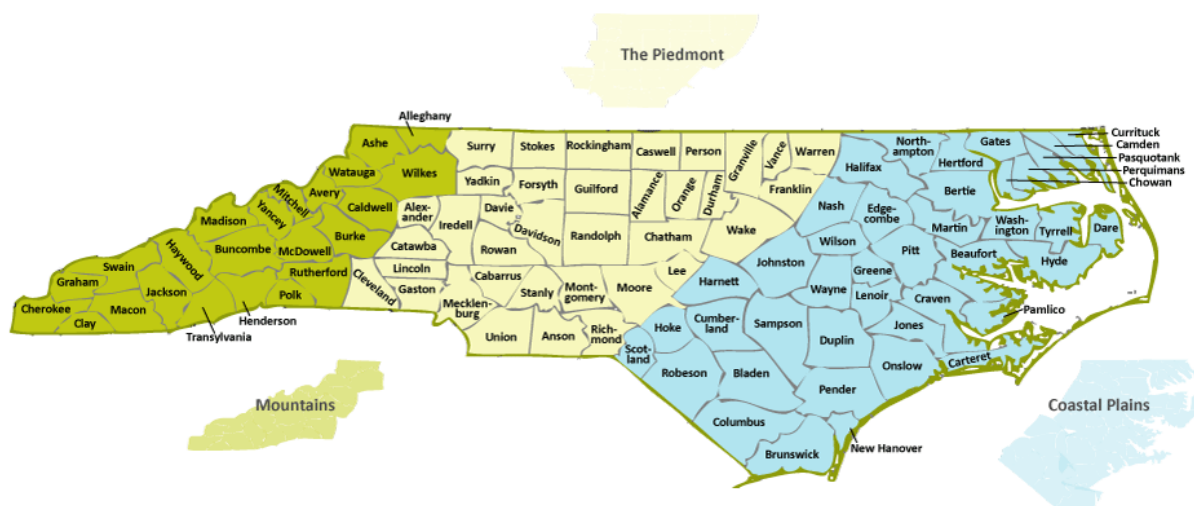 The Piedmont
Alleghany
Ashe
Surry
Stokes
Rockingham
Caswell
Person
Granville
Vance
Warren
North-
ampton
Gates
Currituck
Camden
Pasquotank
Perquimans
Chowan
Halifax
Hertford
Watauga
Wilkes
Yadkin
Forsyth
Guilford
Alamance
Orange
Durham
Franklin
Bertie
Mitchell
Avery
Yancey
Caldwell
Alex-
ander
Iredell
Davie
Davidson
Nash
Edge-
combe
Martin
Wash-
ington
Tyrrell
Dare
Madison
Buncombe
McDowell
Burke
Catawba
Rowan
Randolph
Chatham
Wake
Wilson
Pitt
Beaufort
Hyde
Haywood
Swain
Graham
Jackson
Rutherford
Cleveland
Lincoln
Gaston
Cabarrus
Mecklen-
burg
Stanly
Mont-
gomery
Moore
Lee
Harnett
Johnston
Wayne
Greene
Lenoir
Craven
Pamlico
Cherokee
Clay
Macon
Transylvania
Henderson
Polk
Union
Anson
Rich-
mond
Scot-
land
Hoke
Cumber-
land
Sampson
Duplin
Jones
Onslow
Carteret
Robeson
Bladen
Pender
Columbus
Brunswick
New Hanover
Mountains
Coastal Plains